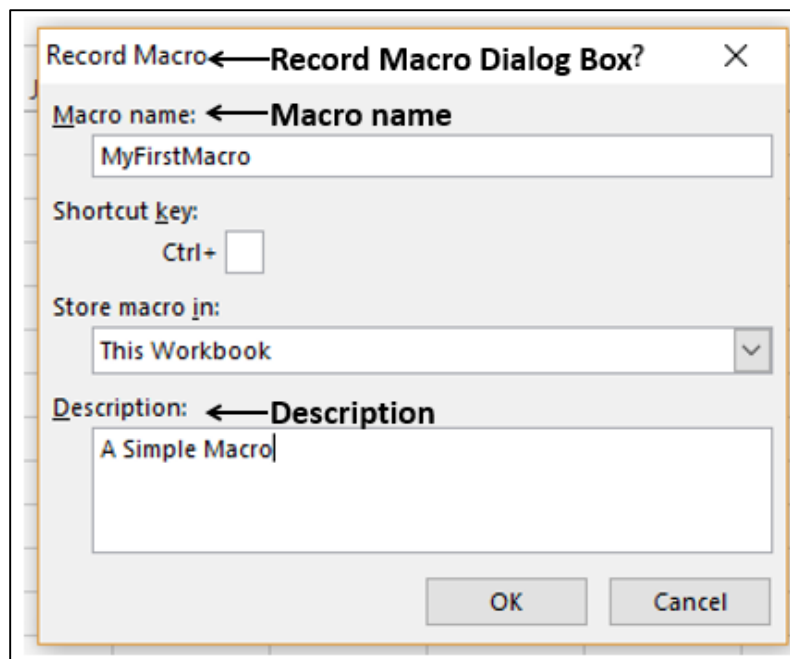 Record Macro Record Macro Dialog Box?
J
Macro name: Macro name
MyFirstMacro
Shortcut key:
Ctrl+
Store macro in:
This Workbook
Description: Description
A Simple Macro
OK Cancel